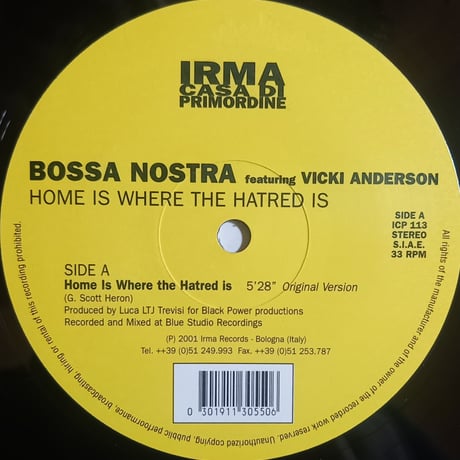 IRMA
CASA DI
PRIMORDINE
BOSSA NOSTRA featuring VICKI ANDERSON
HOME IS WHERE THE HATRED IS
SIDE A
ICP 113
STEREO
S.I.A.E.
33 RPM
SIDE A
Home Is Where the Hatred is 5'28" Original Version
(G. Scott Heron)
Produced by Luca LTJ Trevisi for Black Power productions
Recorded and Mixed at Blue Studio Recordings
(P) 2001 Irma Records - Bologna (Italy)
Tel. ++39 (0)51 249.993 Fax. ++39 (0)51 253.787
0 301911 305506
All rights of the manufacturer and of the owner of the recorded work reserved. Unauthorized copying, pubblic performance, broadcasting, hiring or rental of this recording prohibited.